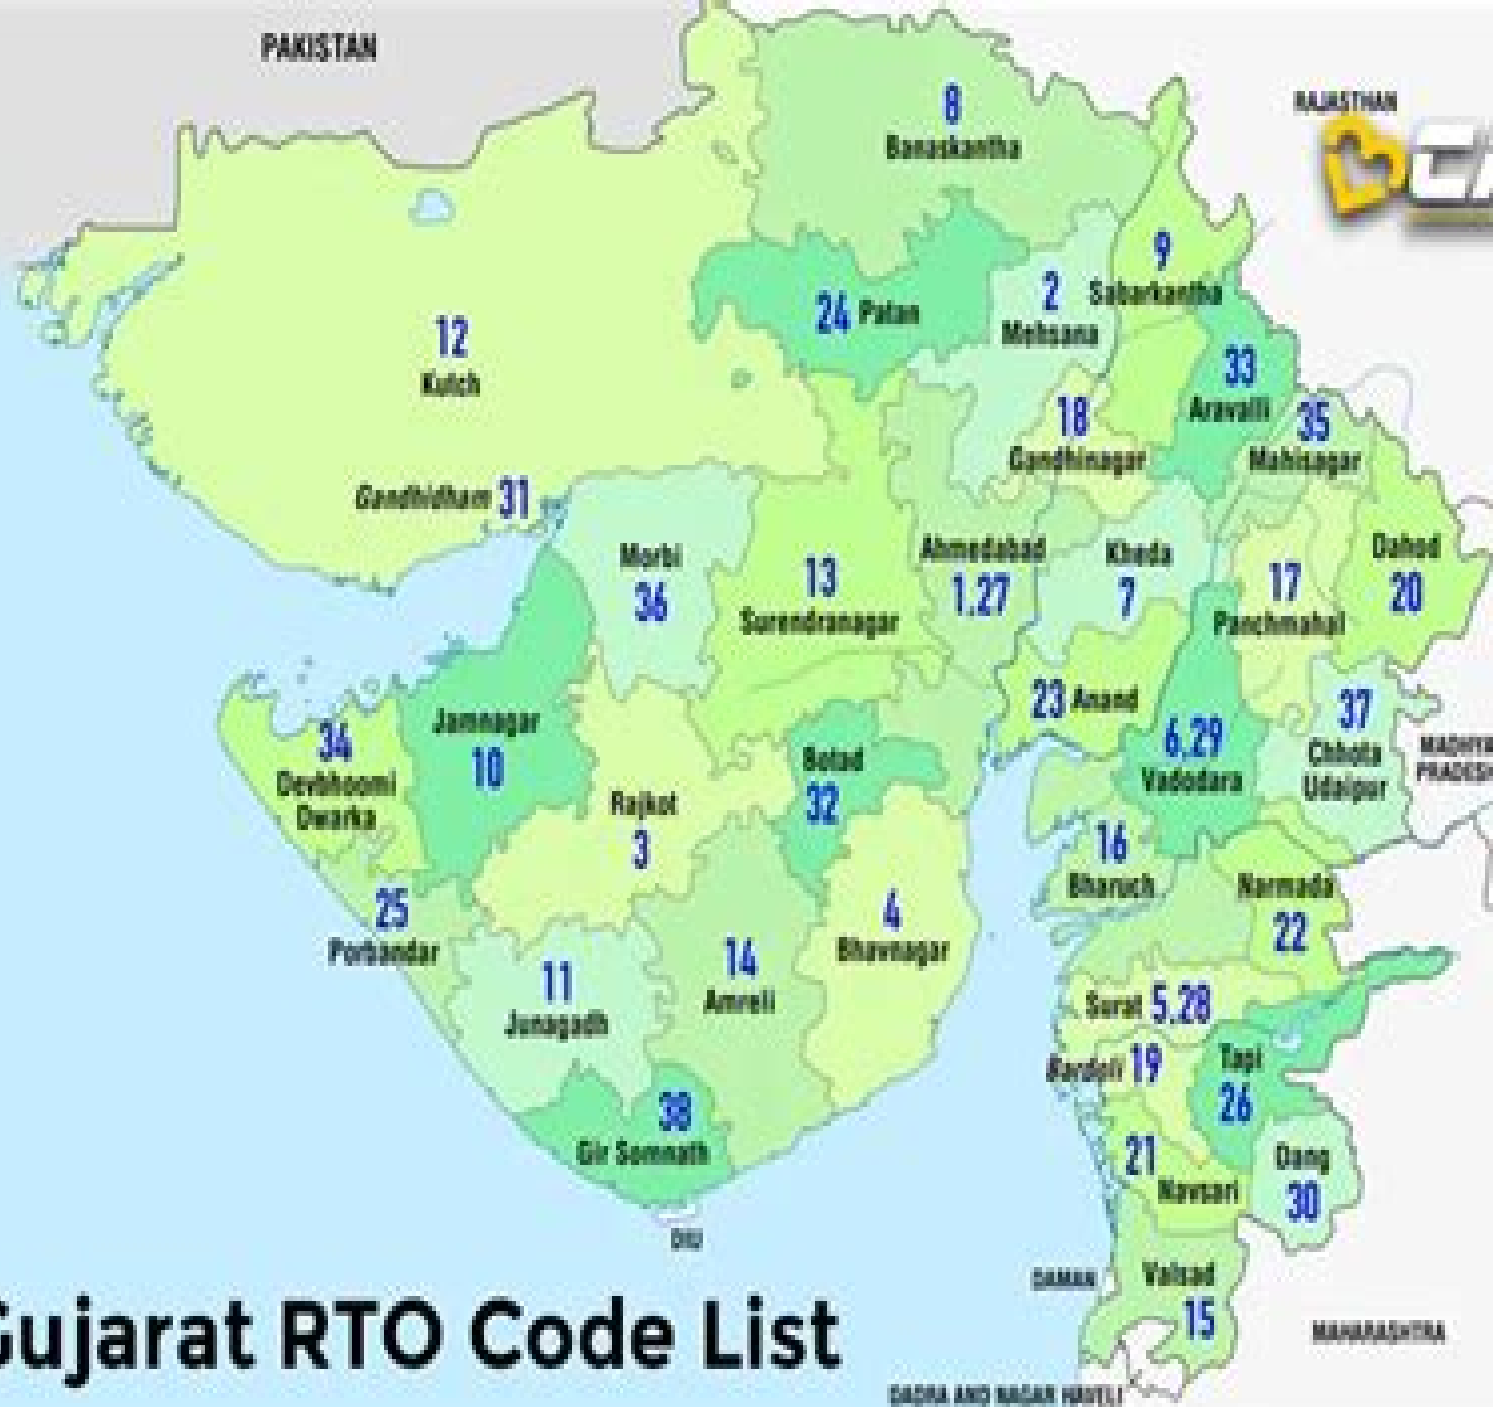 PAKISTAN
8
Banaskantha
RAJASTHAN
9
Sabarkantha
24 Patan
2
Mehsana
12
Kutch
33
Aravalli
18
Gandhinagar
35
Mahisagar
Gandhidham 31
Morbi
36
13
Surendranagar
Ahmedabad
1.27
Kheda
7
17
Panchmahal
Dahod
20
23 Anand
6.29
Vadodara
37
Chhota
Udaipur
MADHYA
PRADESH
34
Devbhoomi
Dwarka
Jamnagar
10
Rajkot
3
Botad
32
16
Bharuch
Narmada
22
25
Porbandar
11
Junagadh
14
Amreli
4
Bhavnagar
Surat 5.28
Bardoli 19
Tapi
26
38
Gir Somnath
21
Navsari
Dang
30
DIU
DAMAN
Valsad
15
MAHARASHTRA
DADRA AND NAGAR HAVELI
Gujarat RTO Code List